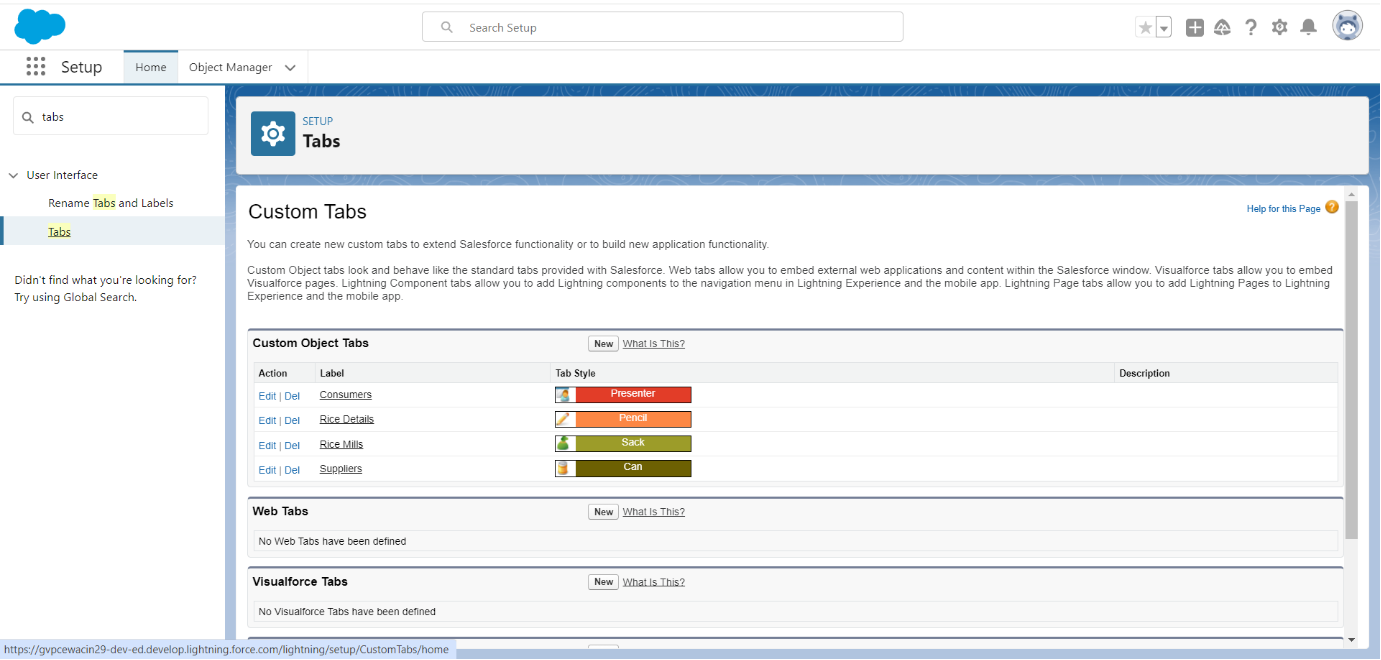 Search Setup
Setup
Home
Object Manager
tabs
User Interface
Rename Tabs and Labels
Tabs
Didn't find what you're looking for?
Try using Global Search.
SETUP
Tabs
Custom Tabs
Help for this Page ?
You can create new custom tabs to extend Salesforce functionality or to build new application functionality.
Custom Object tabs look and behave like the standard tabs provided with Salesforce. Web tabs allow you to embed external web applications and content within the Salesforce window. Visualforce tabs allow you to embed
Visualforce pages. Lightning Component tabs allow you to add Lightning components to the navigation menu in Lightning Experience and the mobile app. Lightning Page tabs allow you to add Lightning Pages to Lightning
Experience and the mobile app.
Custom Object Tabs New What Is This?
Action Label Tab Style Description
Edit | Del Consumers Presenter
Edit | Del Rice Details Pencil
Edit | Del Rice Mills Sack
Edit | Del Suppliers Can
Web Tabs New What Is This?
No Web Tabs have been defined
Visualforce Tabs New What Is This?
No Visualforce Tabs have been defined
https://gvpcewacin29-dev-ed.develop.lightning.force.com/lightning/setup/CustomTabs/home